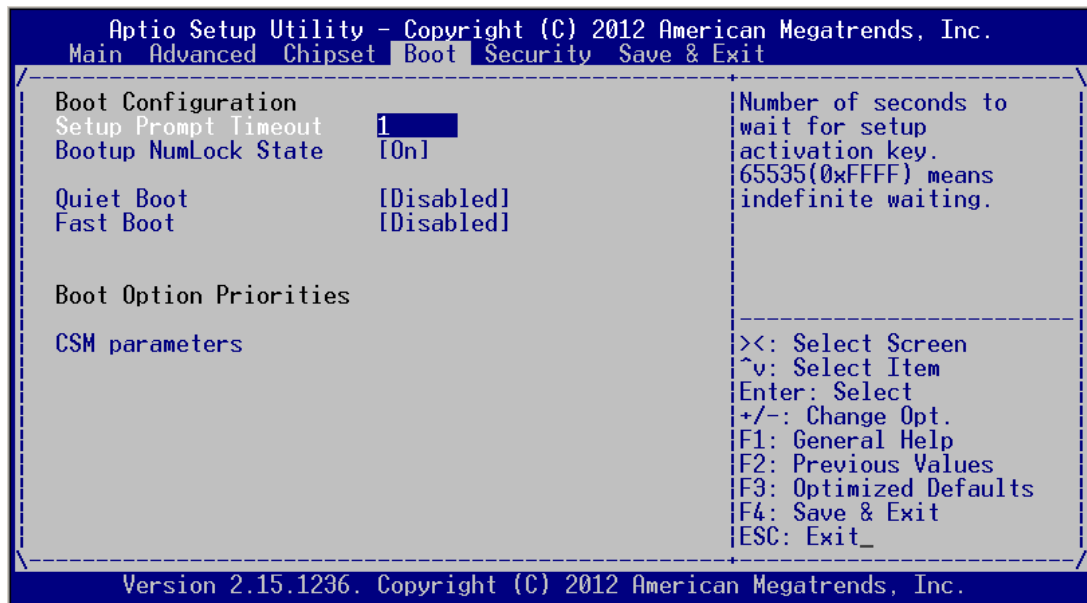 Aptio Setup Utility – Copyright (C) 2012 American Megatrends, Inc.
Main Advanced Chipset Boot Security Save & Exit
Boot Configuration
Setup Prompt Timeout 1
Bootup NumLock State [On]
Quiet Boot [Disabled]
Fast Boot [Disabled]
Boot Option Priorities
CSM parameters
Number of seconds to
wait for setup
activation key.
65535(0xFFFF) means
indefinite waiting.
><: Select Screen
^v: Select Item
Enter: Select
+/-: Change Opt.
F1: General Help
F2: Previous Values
F3: Optimized Defaults
F4: Save & Exit
ESC: Exit_
Version 2.15.1236. Copyright (C) 2012 American Megatrends, Inc.